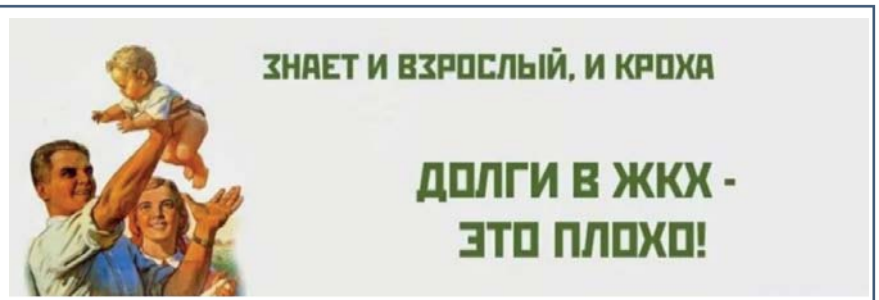 ЗНАЕТ И ВЗРОСЛЫЙ, И КРОХА
ДОЛГИ В ЖКХ -
ЭТО ПЛОХО!